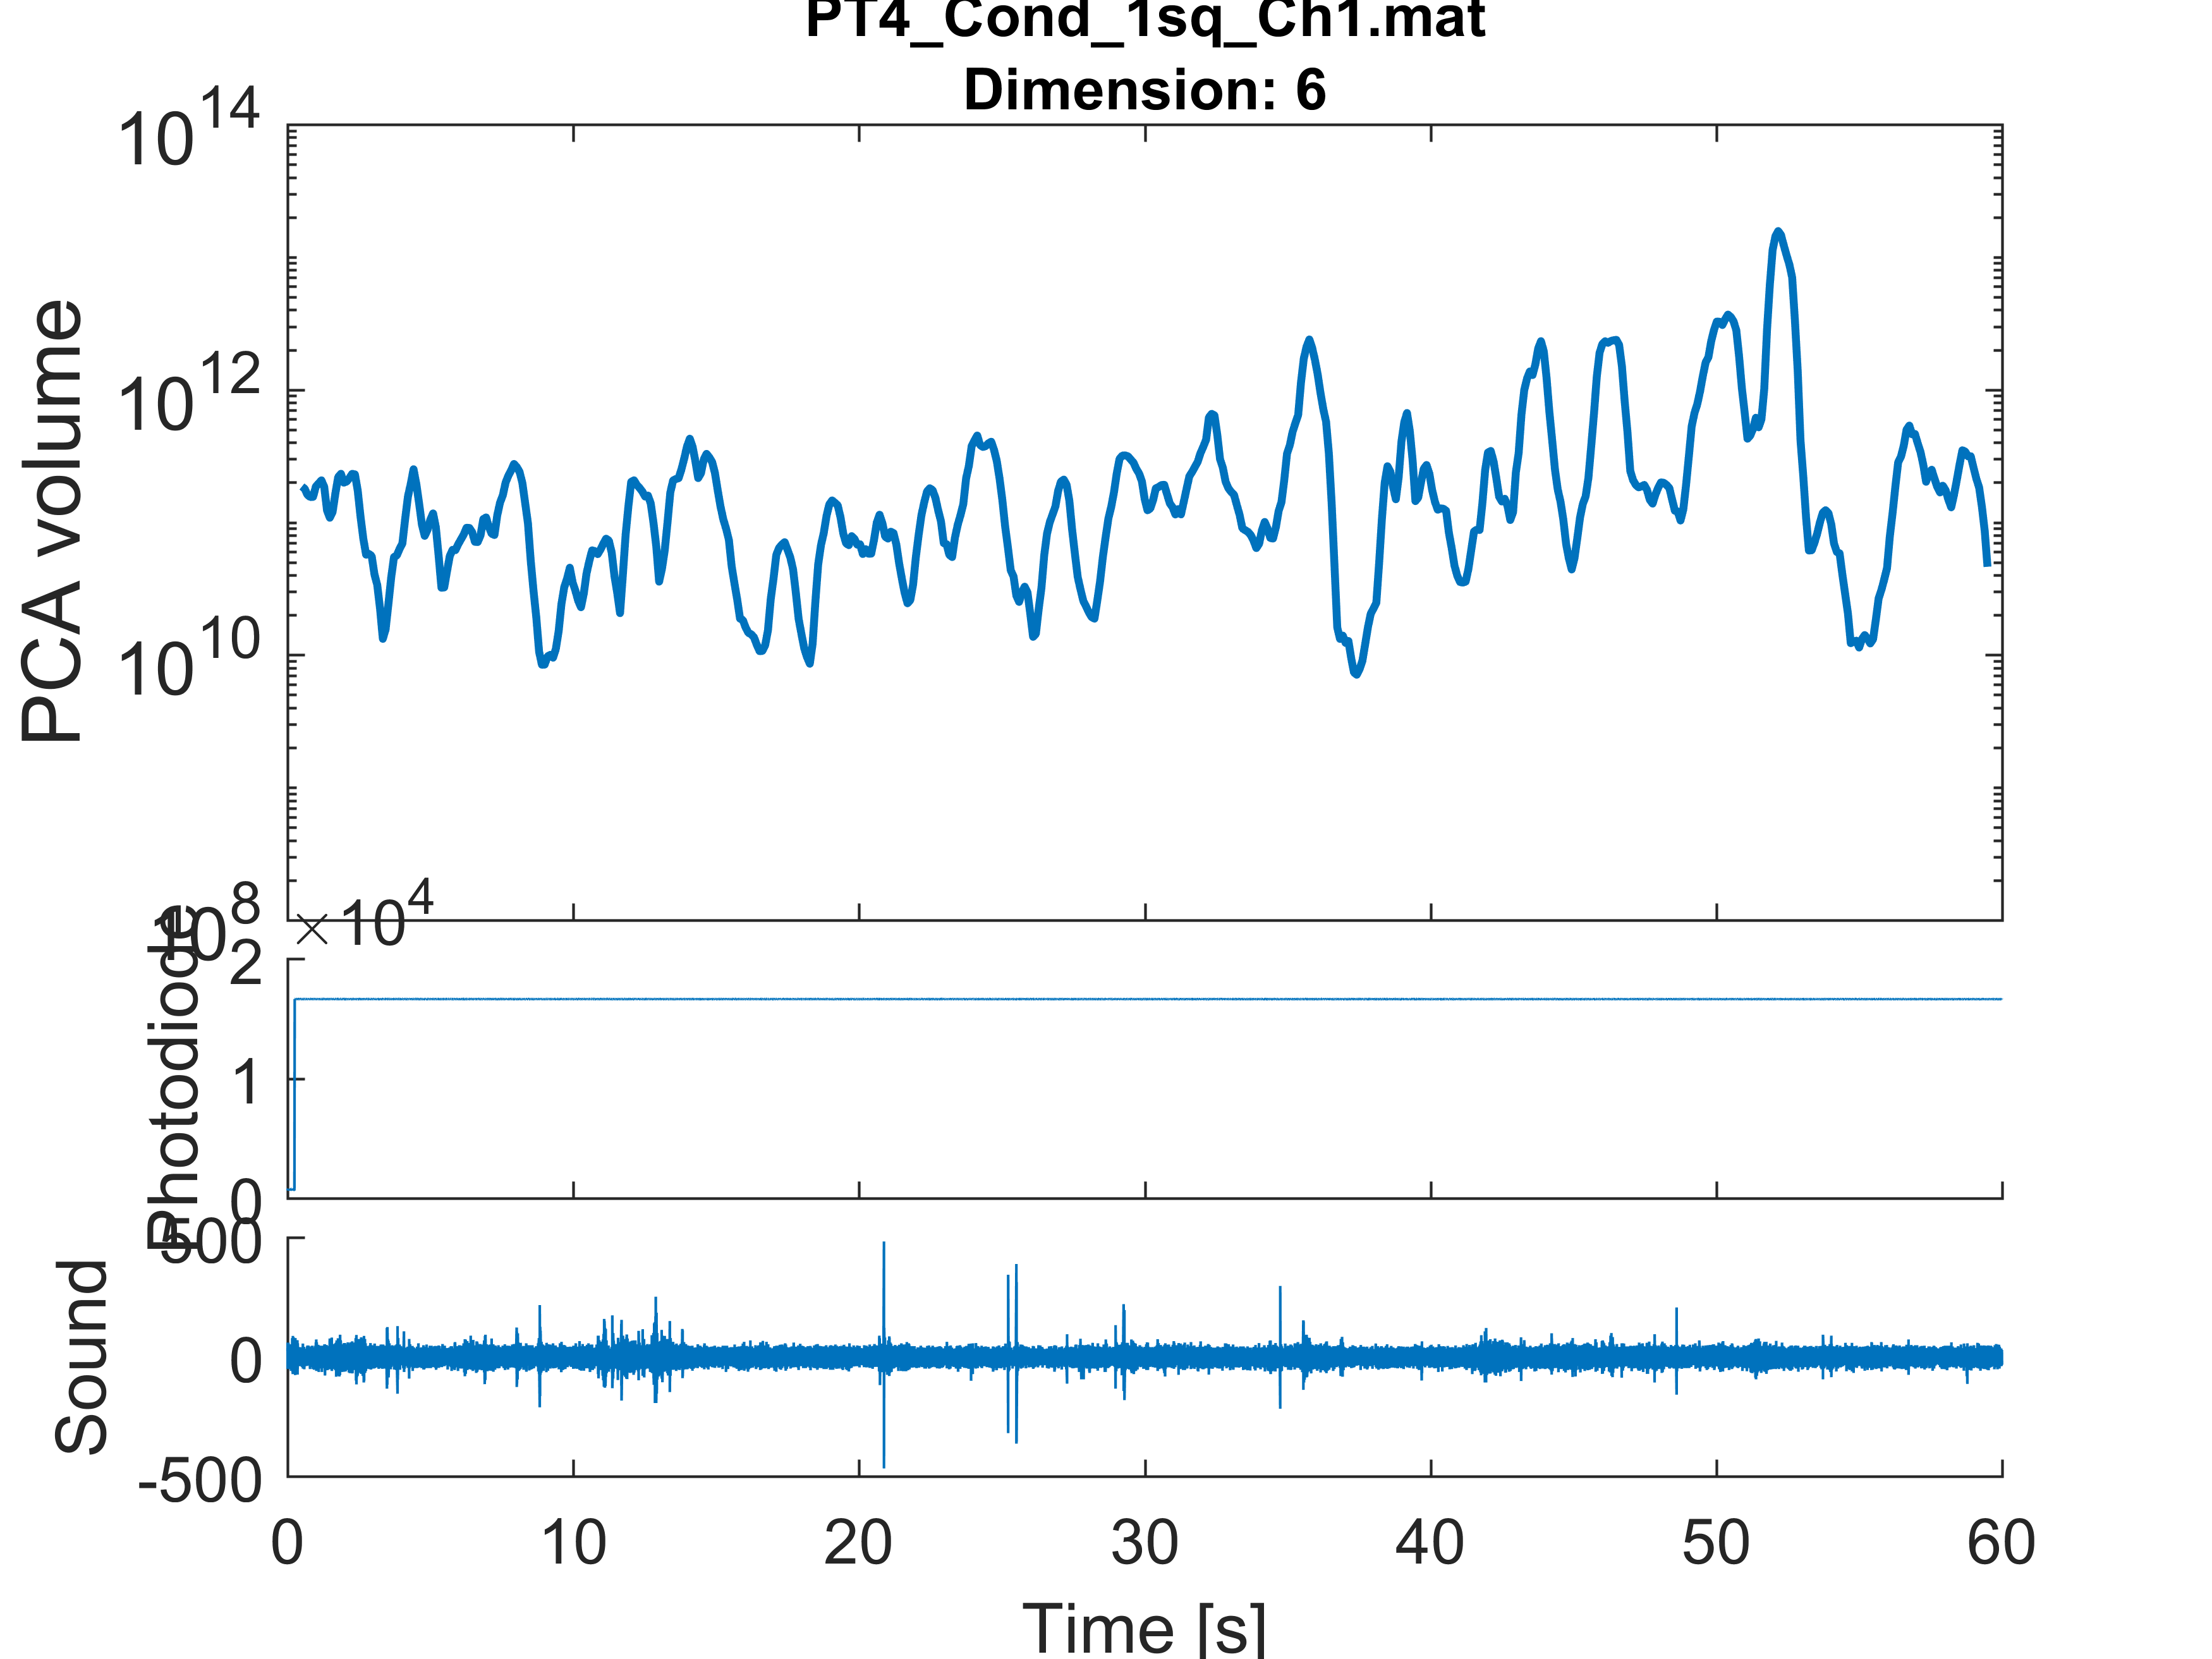 PT4_Cond_1sq_Ch1.mat
Dimension: 6
PCA volume
10^14
10^12
10^10
10^8
×10^4
Photodiode
2
1
0
Sound
500
0
-500
0 10 20 30 40 50 60
Time [s]